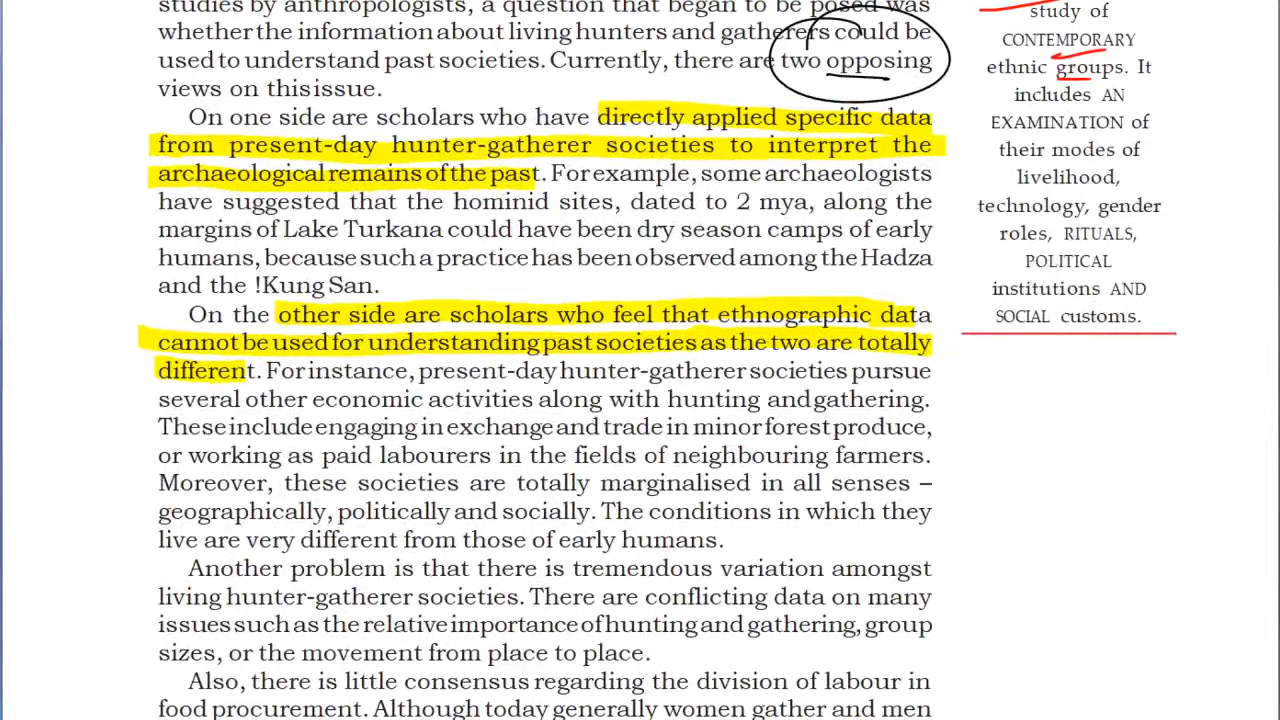 studies by anthropologists, a question that began to be posed was
whether the information about living hunters and gatherers could be
used to understand past societies. Currently, there are two opposing
views on this issue.
On one side are scholars who have directly applied specific data
from present-day hunter-gatherer societies to interpret the
archaeological remains of the past. For example, some archaeologists
have suggested that the hominid sites, dated to 2 mya, along the
margins of Lake Turkana could have been dry season camps of early
humans, because such a practice has been observed among the Hadza
and the !Kung San.
On the other side are scholars who feel that ethnographic data
cannot be used for understanding past societies as the two are totally
different. For instance, present-day hunter-gatherer societies pursue
several other economic activities along with hunting and gathering.
These include engaging in exchange and trade in minor forest produce,
or working as paid labourers in the fields of neighbouring farmers.
Moreover, these societies are totally marginalised in all senses –
geographically, politically and socially. The conditions in which they
live are very different from those of early humans.
Another problem is that there is tremendous variation amongst
living hunter-gatherer societies. There are conflicting data on many
issues such as the relative importance of hunting and gathering, group
sizes, or the movement from place to place.
Also, there is little consensus regarding the division of labour in
food procurement. Although today generally women gather and men
study of
CONTEMPORARY
ethnic groups. It
includes AN
EXAMINATION of
their modes of
livelihood,
technology, gender
roles, RITUALS,
POLITICAL
institutions AND
SOCIAL customs.